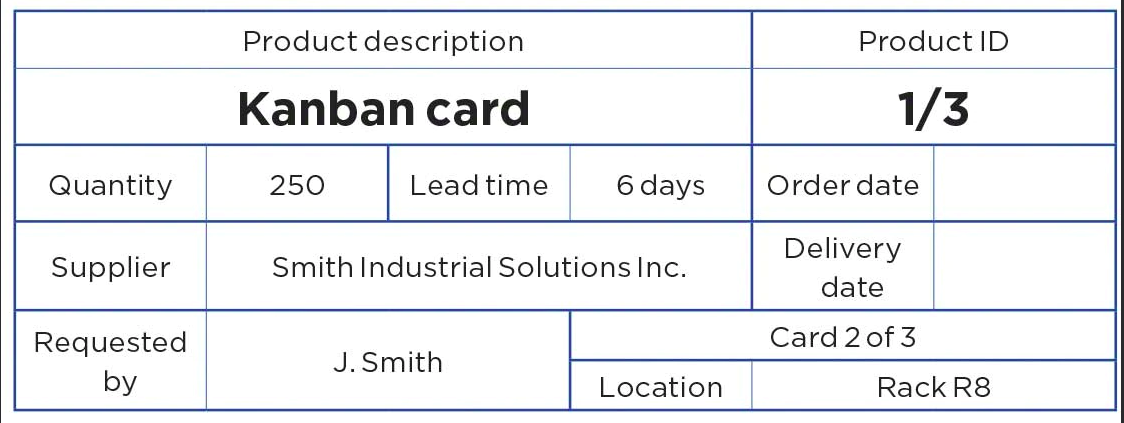 Product description
Product ID
Kanban card
1/3
Quantity
250
Lead time
6 days
Order date
Supplier
Smith Industrial Solutions Inc.
Delivery
date
Requested
by
J. Smith
Card 2 of 3
Location
Rack R8